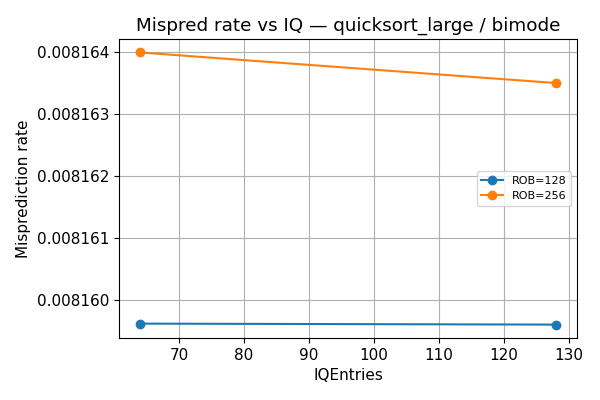 Mispred rate vs IQ — quicksort_large / bimode
Misprediction rate
0.008164
0.008163
0.008162
0.008161
0.008160
ROB=128
ROB=256
70 80 90 100 110 120 130
IQEntries